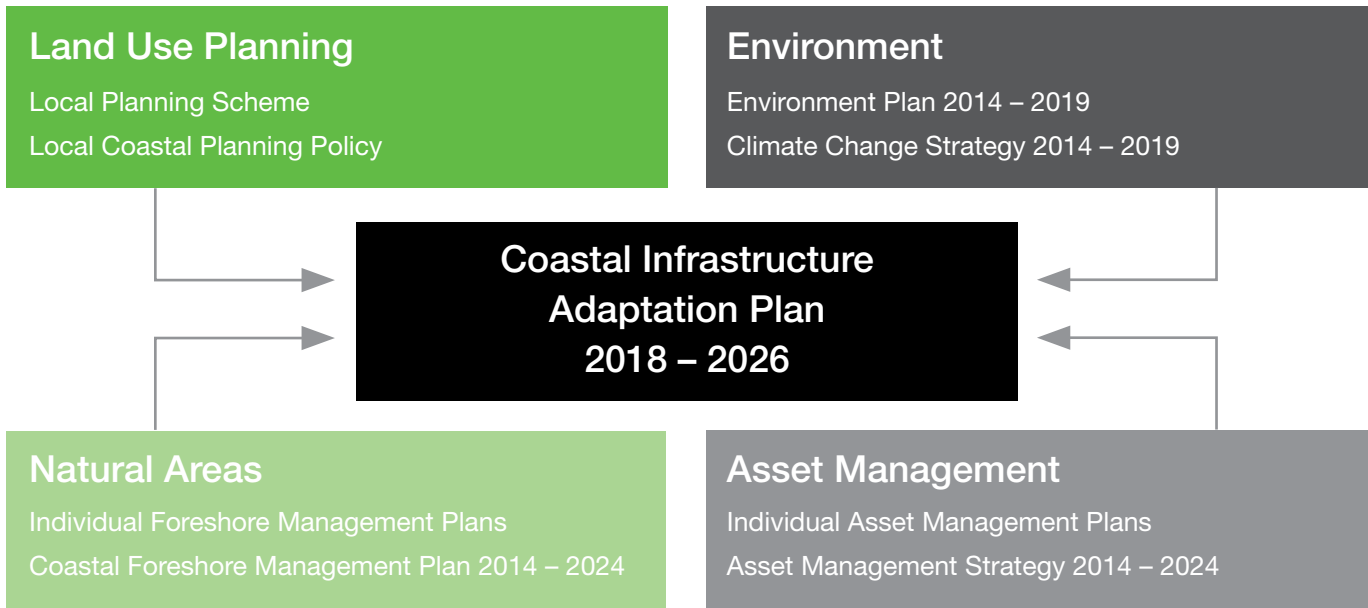 Land Use Planning
Local Planning Scheme
Local Coastal Planning Policy
Environment
Environment Plan 2014 – 2019
Climate Change Strategy 2014 – 2019
Coastal Infrastructure
Adaptation Plan
2018 – 2026
Natural Areas
Individual Foreshore Management Plans
Coastal Foreshore Management Plan 2014 – 2024
Asset Management
Individual Asset Management Plans
Asset Management Strategy 2014 – 2024